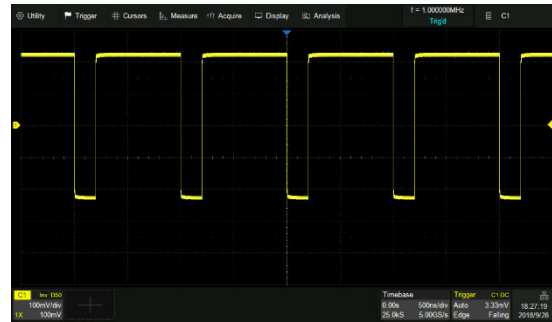 Utility Trigger Cursors Measure Acquire Display Analysis
f = 1.000000MHz
Trig'd
C1
C1 Inv D50
100mV/div
1X 100mV
Timebase
0.00s 500ns/div
25.0kS 5.00GS/s
Trigger C1 DC
Auto 3.33mV
Edge Falling
18:27:19
2018/9/28